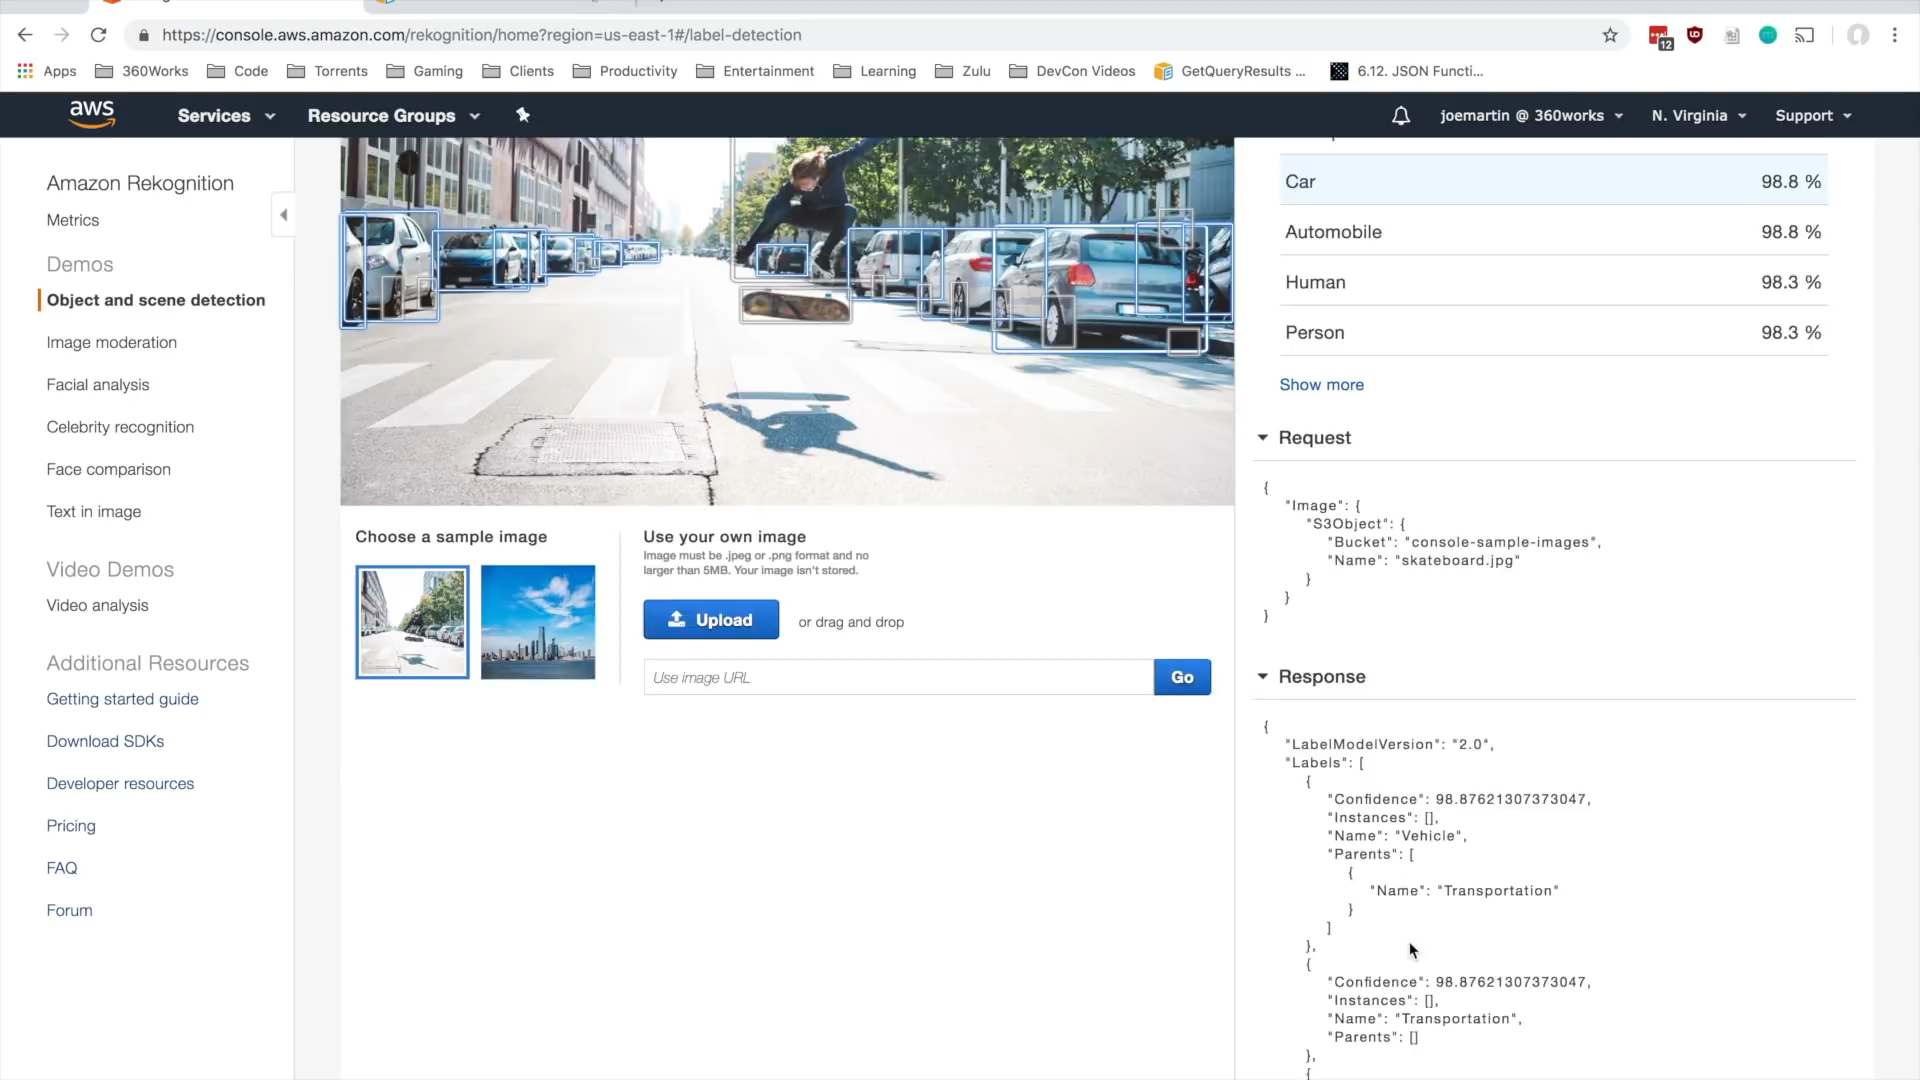 https://console.aws.amazon.com/rekognition/home?region=us-east-1#/label-detection
12
Apps 360Works Code Torrents Gaming Clients Productivity Entertainment Learning Zulu DevCon Videos GetQueryResults ... 6.12. JSON Functi...
aws Services Resource Groups joemartin @ 360works N. Virginia Support
Amazon Rekognition
Metrics
Demos
Object and scene detection
Image moderation
Facial analysis
Celebrity recognition
Face comparison
Text in image
Video Demos
Video analysis
Additional Resources
Getting started guide
Download SDKs
Developer resources
Pricing
FAQ
Forum
Choose a sample image
Use your own image
Image must be .jpeg or .png format and no
larger than 5MB. Your image isn't stored.
Upload or drag and drop
Use image URL Go
Car 98.8 %
Automobile 98.8 %
Human 98.3 %
Person 98.3 %
Show more
Request
{
"Image": {
"S3Object": {
"Bucket": "console-sample-images",
"Name": "skateboard.jpg"
}
}
}
Response
{
"LabelModelVersion": "2.0",
"Labels": [
{
"Confidence": 98.87621307373047,
"Instances": [],
"Name": "Vehicle",
"Parents": [
{
"Name": "Transportation"
}
]
},
{
"Confidence": 98.87621307373047,
"Instances": [],
"Name": "Transportation",
"Parents": []
},
{